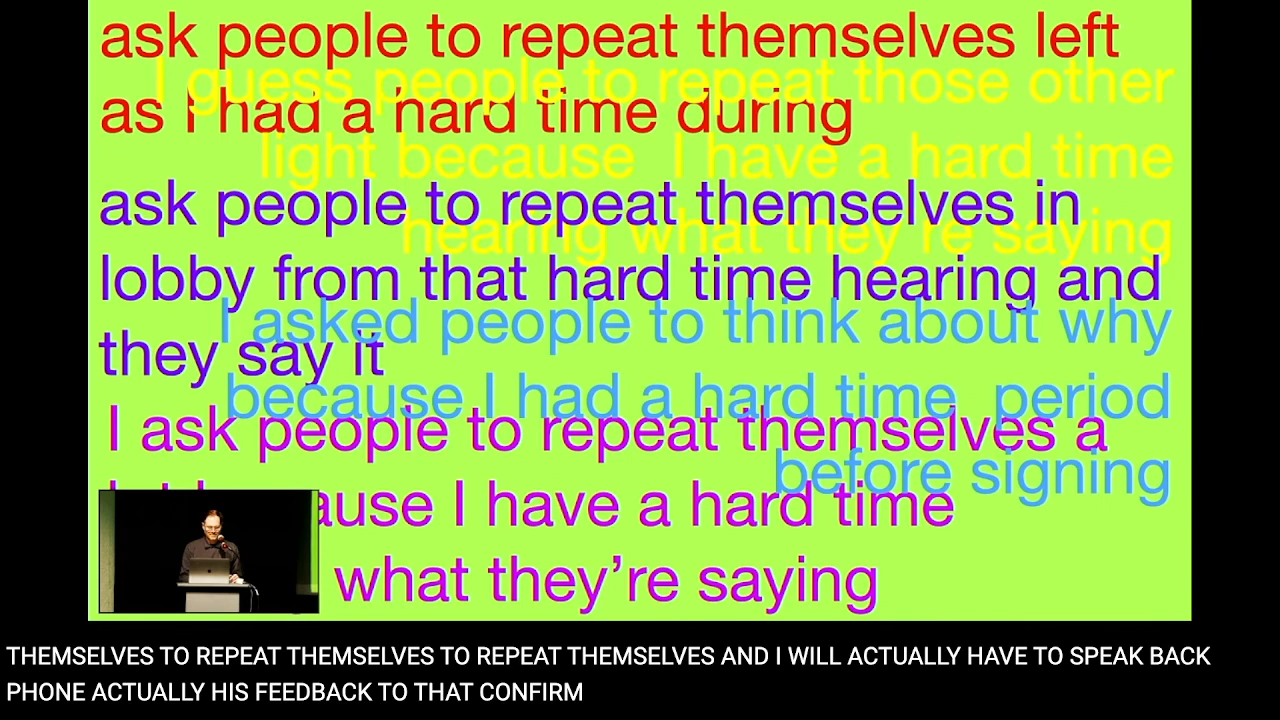 ask people to repeat themselves left
I guess people to repeat those other
as I had a hard time during
light because I have a hard time
ask people to repeat themselves in
hearing what they're saying
lobby from that hard time hearing and
I asked people to think about why
they say it
because I had a hard time period
I ask people to repeat themselves a
before signing
ause I have a hard time
what they're saying
THEMSELVES TO REPEAT THEMSELVES TO REPEAT THEMSELVES AND I WILL ACTUALLY HAVE TO SPEAK BACK
PHONE ACTUALLY HIS FEEDBACK TO THAT CONFIRM